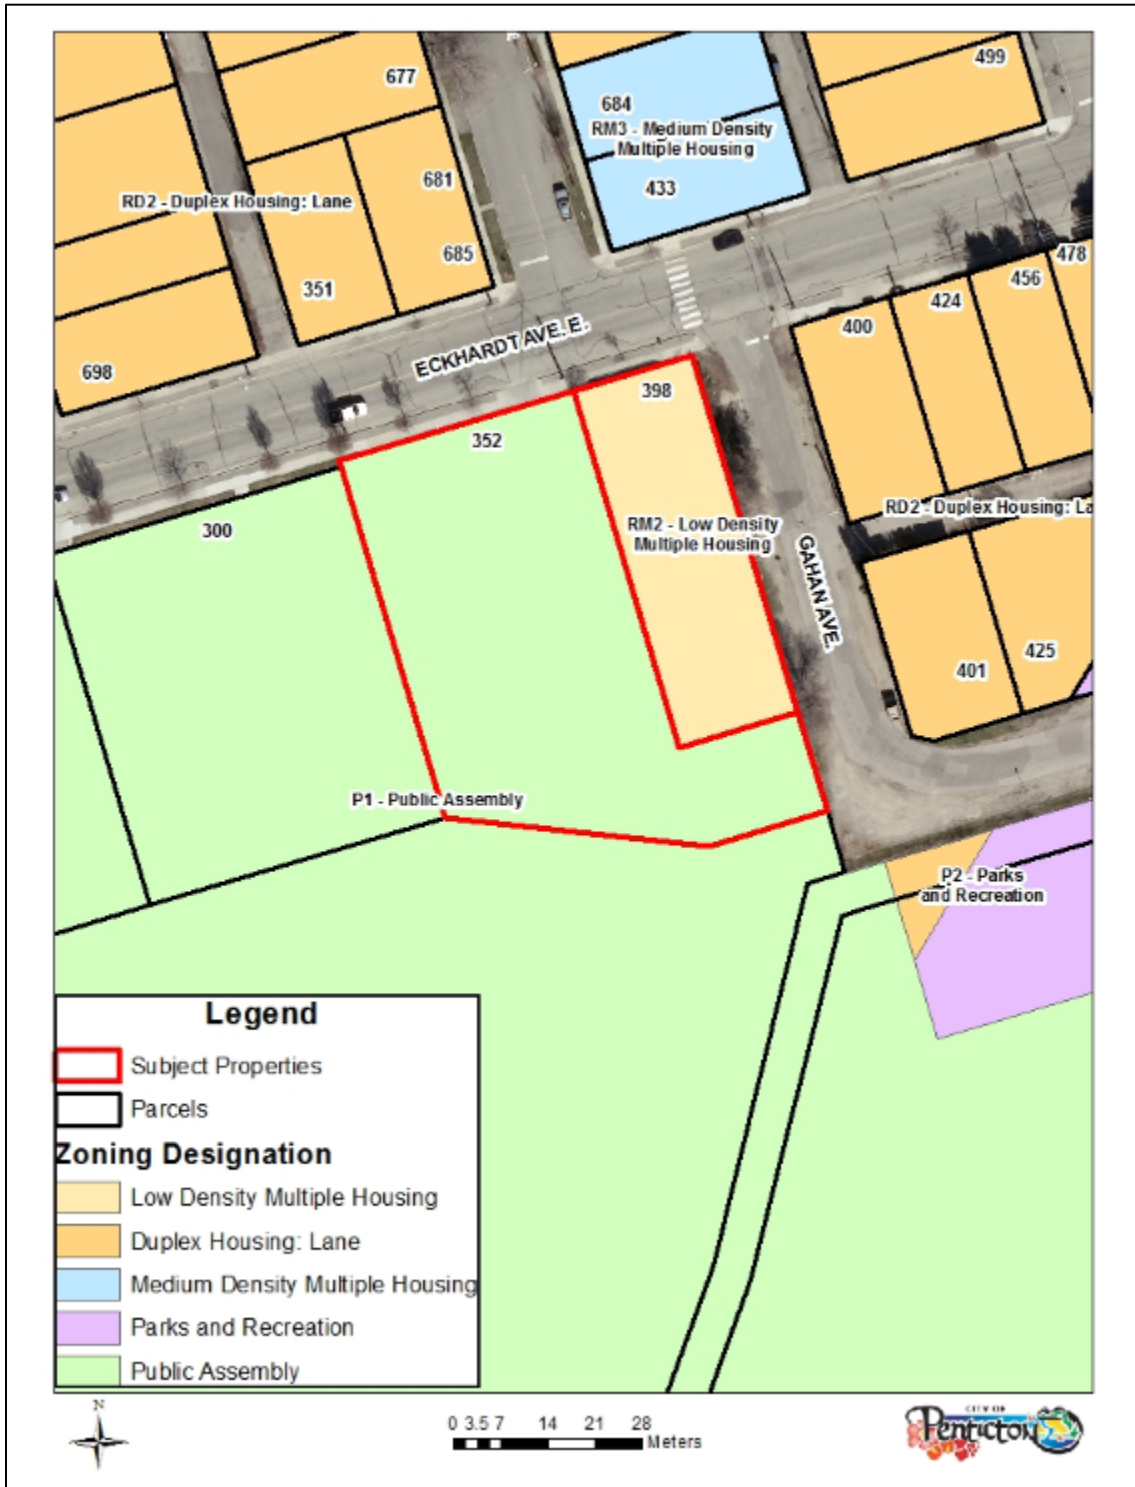 677
499
684
RM3 - Medium Density
Multiple Housing
433
681
RD2 - Duplex Housing: Lane
685
351
478
456
424
400
ECKHARDT AVE. E.
698
398
352
300
RM2 - Low Density
Multiple Housing
RD2 - Duplex Housing: La
GAHAN AVE.
425
401
P1 - Public Assembly
P2 - Parks
and Recreation
Legend
Subject Properties
Parcels
Zoning Designation
Low Density Multiple Housing
Duplex Housing: Lane
Medium Density Multiple Housing
Parks and Recreation
Public Assembly
N
0 3.5 7 14 21 28
Meters
CITY OF
Penticton